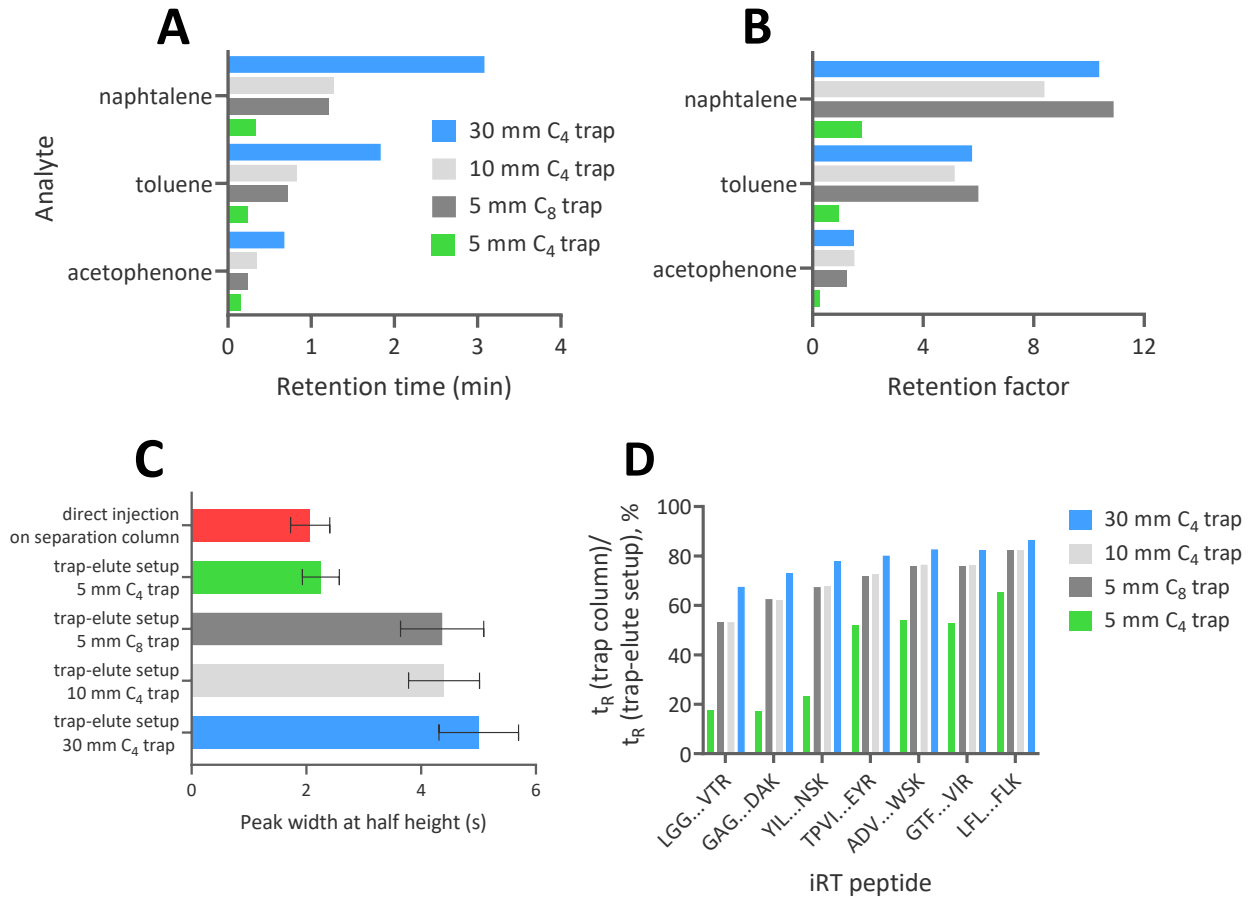 A
Analyte
naphtalene
toluene
acetophenone
0 1 2 3 4
Retention time (min)
30 mm C₄ trap
10 mm C₄ trap
5 mm C₈ trap
5 mm C₄ trap
B
naphtalene
toluene
acetophenone
0 4 8 12
Retention factor
C
direct injection
on separation column
trap-elute setup
5 mm C₄ trap
trap-elute setup
5 mm C₈ trap
trap-elute setup
10 mm C₄ trap
trap-elute setup
30 mm C₄ trap
0 2 4 6
Peak width at half height (s)
D
tR (trap column)/
tR (trap-elute setup), %
100
80
60
40
20
0
LGG...VTR
GAG...DAK
YIL...NSK
TPVI...EYR
ADV...WSK
GTF...VIR
LFL...FLK
iRT peptide
30 mm C₄ trap
10 mm C₄ trap
5 mm C₈ trap
5 mm C₄ trap